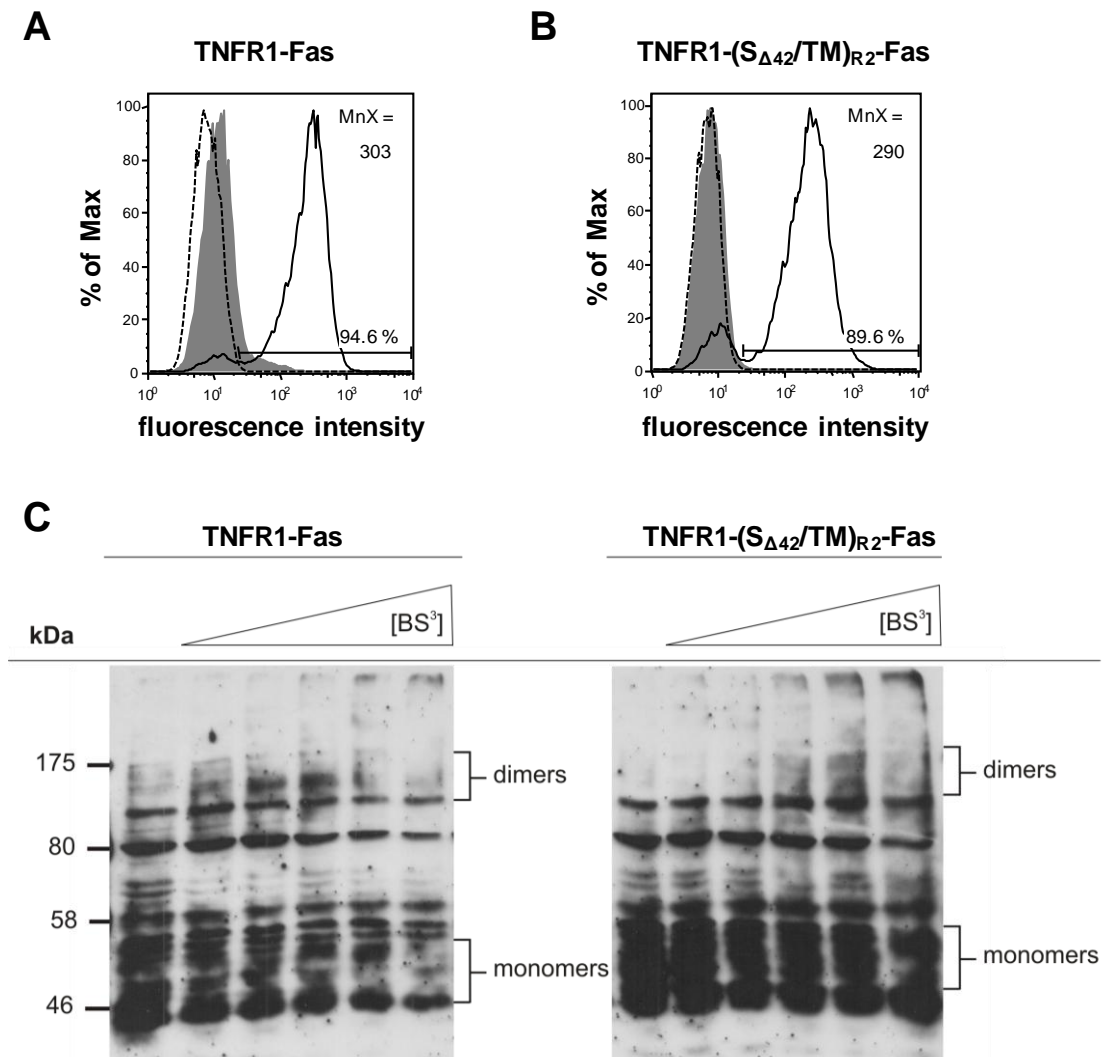 A
TNFR1-Fas
100
80
60
40
20
0
% of Max
MnX =
303
94.6 %
10⁰ 10¹ 10² 10³ 10⁴
fluorescence intensity
B
TNFR1-(SΔ42/TM)R2-Fas
100
80
60
40
20
0
% of Max
MnX =
290
89.6 %
10⁰ 10¹ 10² 10³ 10⁴
fluorescence intensity
C
TNFR1-Fas
TNFR1-(SΔ42/TM)R2-Fas
kDa
[BS³]
[BS³]
175
80
58
46
dimers
monomers
dimers
monomers